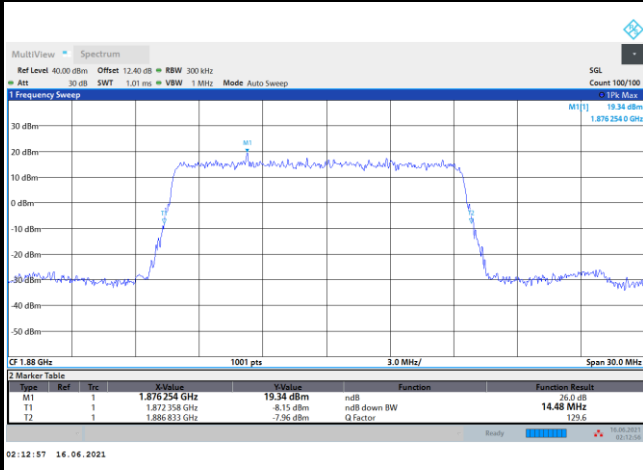 MultiView Spectrum
Ref Level 40.00 dBm Offset 12.40 dB RBW 300 kHz SGL
Att 30 dB SWT 1.01 ms VBW 1 MHz Mode Auto Sweep Count 100/100
1 Frequency Sweep 1Pk Max
M1[1] 19.34 dBm
1.876 254 0 GHz
30 dBm
M1
20 dBm
10 dBm
0 dBm
T1 T2
-10 dBm
-20 dBm
-30 dBm
-40 dBm
-50 dBm
CF 1.88 GHz 1001 pts 3.0 MHz/ Span 30.0 MHz
2 Marker Table
Type Ref Trc X-Value Y-Value Function Function Result
M1 1 1.876 254 GHz 19.34 dBm ndB 26.0 dB
T1 1 1.872 358 GHz -8.15 dBm ndB down BW 14.48 MHz
T2 1 1.886 833 GHz -7.96 dBm Q Factor 129.6
Ready 16.06.2021
02:12:56
02:12:57 16.06.2021